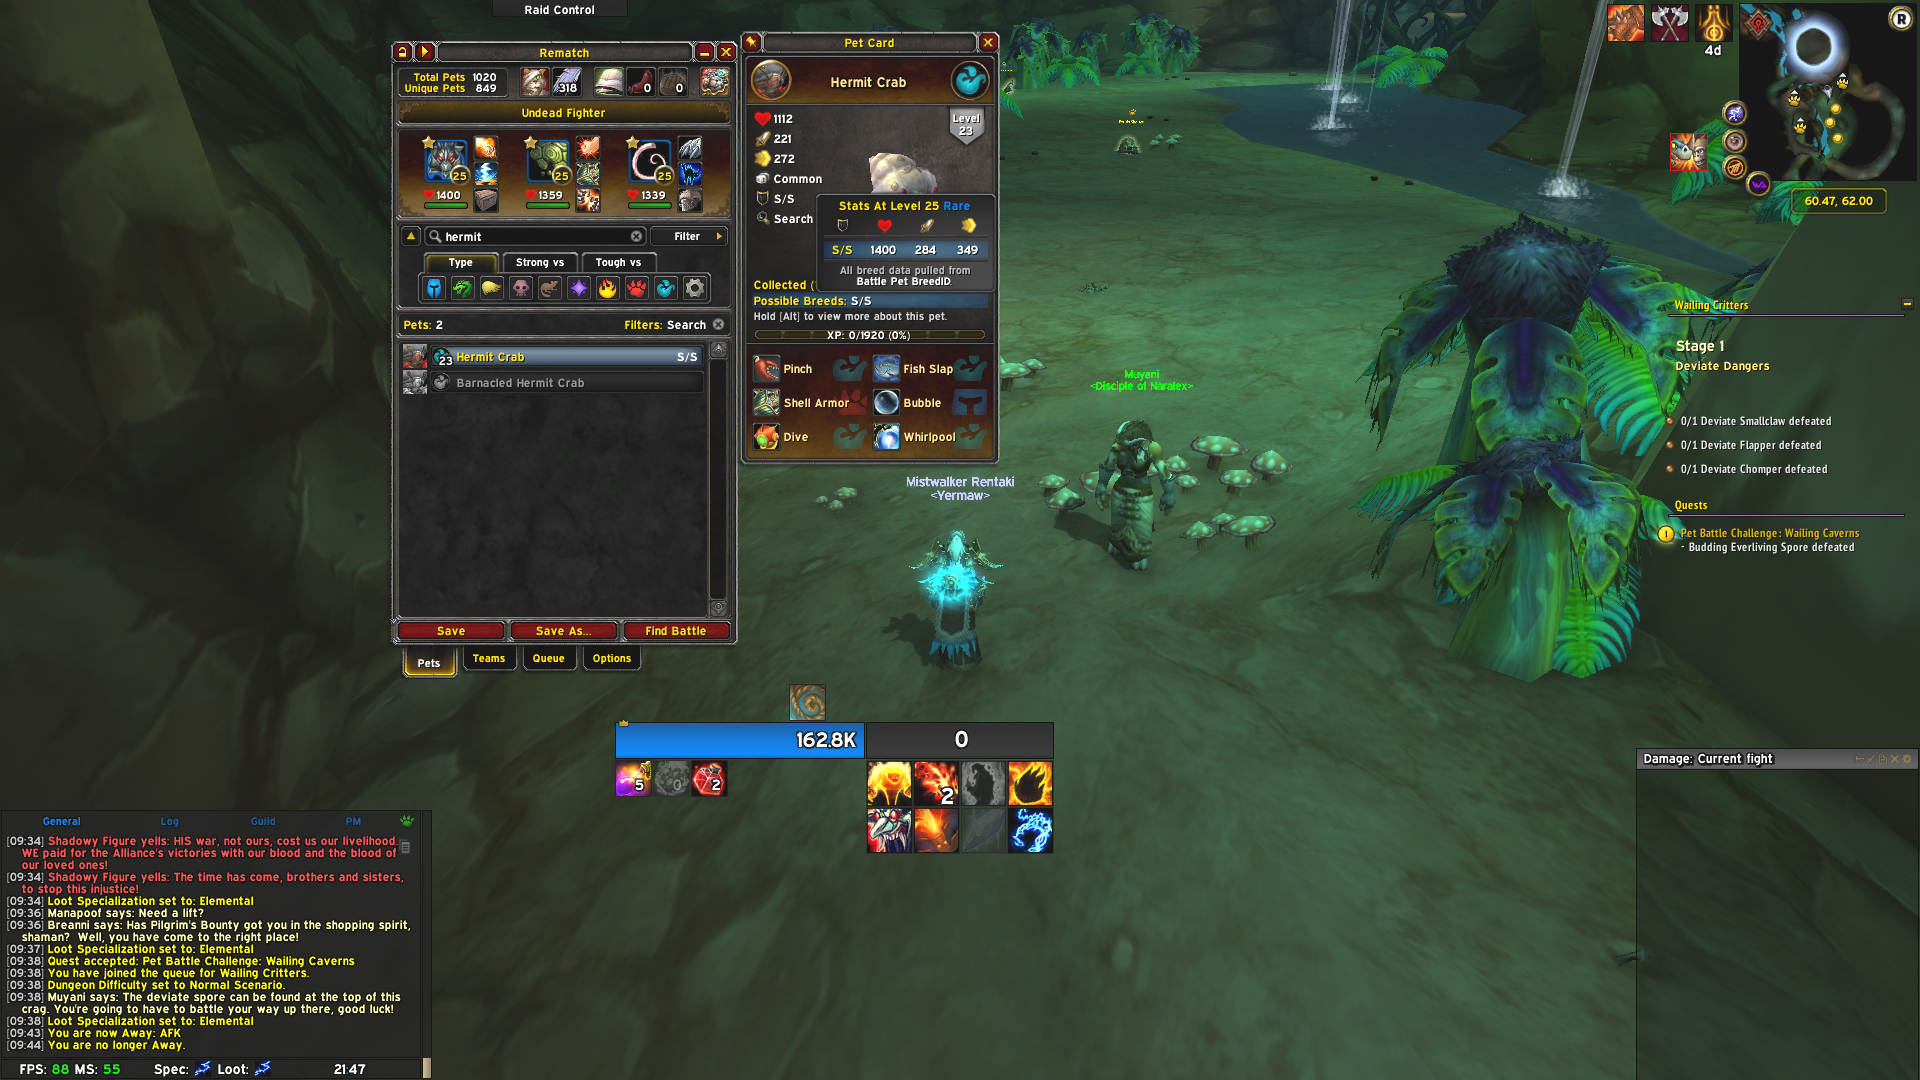 Raid Control
Rematch
Total Pets 1020
Unique Pets 849
318
0
0
Undead Fighter
25
25
25
1400
1359
1339
hermit
Filter
Type
Strong vs
Tough vs
Pets: 2
Filters: Search
23 Hermit Crab S/S
Barnacled Hermit Crab
Save
Save As...
Find Battle
Pets
Teams
Queue
Options
Pet Card
Hermit Crab
1112
Level
23
221
272
Common
S/S
Search
Stats At Level 25 Rare
S/S 1400 284 349
All breed data pulled from
Battle Pet BreedID
Collected (
Possible Breeds: S/S
Hold [Alt] to view more about this pet.
XP: 0/1920 (0%)
Pinch
Fish Slap
Shell Armor
Bubble
Dive
Whirlpool
Muyani
<Disciple of Naralex>
Mistwalker Rentaki
<Yermaw>
4d
R
60.47, 62.00
Wailing Critters
Stage 1
Deviate Dangers
0/1 Deviate Smallclaw defeated
0/1 Deviate Flapper defeated
0/1 Deviate Chomper defeated
Quests
Pet Battle Challenge: Wailing Caverns
- Budding Everliving Spore defeated
162.8K
0
5
0
2
2
Damage: Current fight
General
Log
Guild
PM
[09:34] Shadowy Figure yells: HIS war, not ours, cost us our livelihood.
WE paid for the Alliance's victories with our blood and the blood of
our loved ones!
[09:34] Shadowy Figure yells: The time has come, brothers and sisters,
to stop this injustice!
[09:34] Loot Specialization set to: Elemental
[09:36] Manapoof says: Need a lift?
[09:36] Breanni says: Has Pilgrim's Bounty got you in the shopping spirit,
shaman? Well, you have come to the right place!
[09:37] Loot Specialization set to: Elemental
[09:38] Quest accepted: Pet Battle Challenge: Wailing Caverns
[09:38] You have joined the queue for Wailing Critters.
[09:38] Dungeon Difficulty set to Normal Scenario.
[09:38] Muyani says: The deviate spore can be found at the top of this
crag. You're going to have to battle your way up there, good luck!
[09:38] Loot Specialization set to: Elemental
[09:43] You are now Away: AFK
[09:44] You are no longer Away.
FPS: 88 MS: 55
Spec:
Loot:
21:47